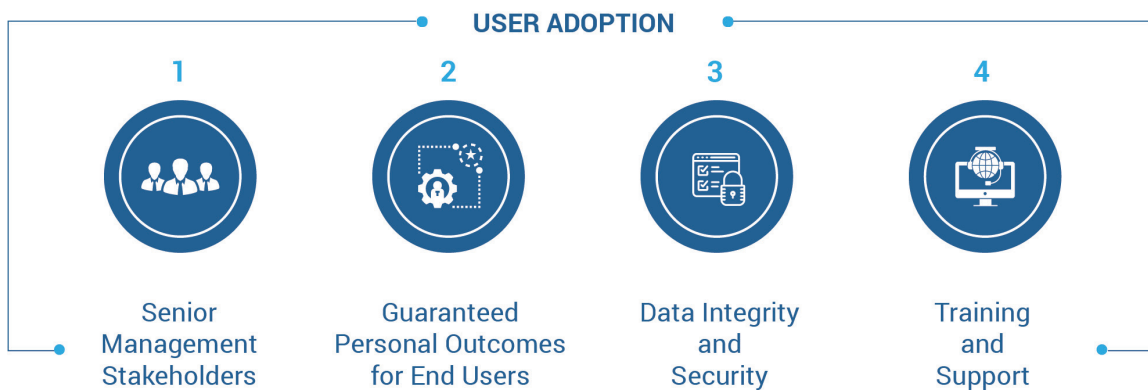 USER ADOPTION
1
2
3
4
Senior
Management
Stakeholders
Guaranteed
Personal Outcomes
for End Users
Data Integrity
and
Security
Training
and
Support